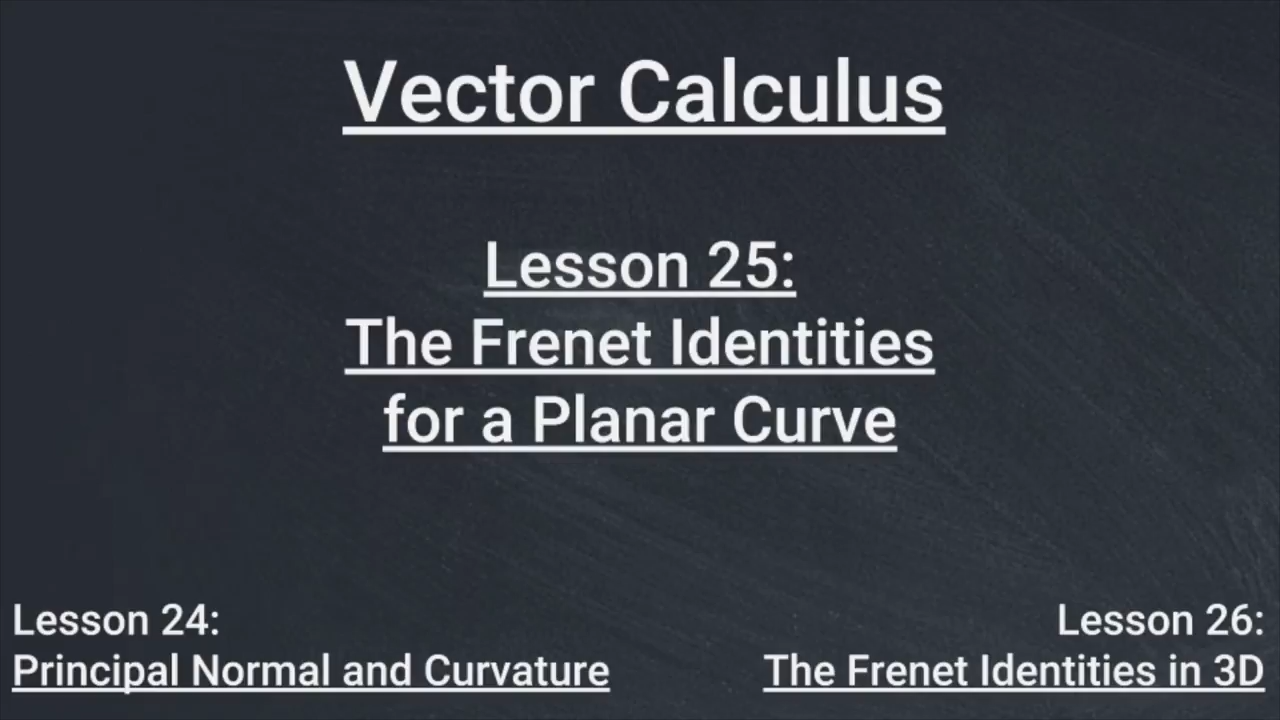 Vector Calculus
Lesson 25:
The Frenet Identities
for a Planar Curve
Lesson 24:
Principal Normal and Curvature
Lesson 26:
The Frenet Identities in 3D